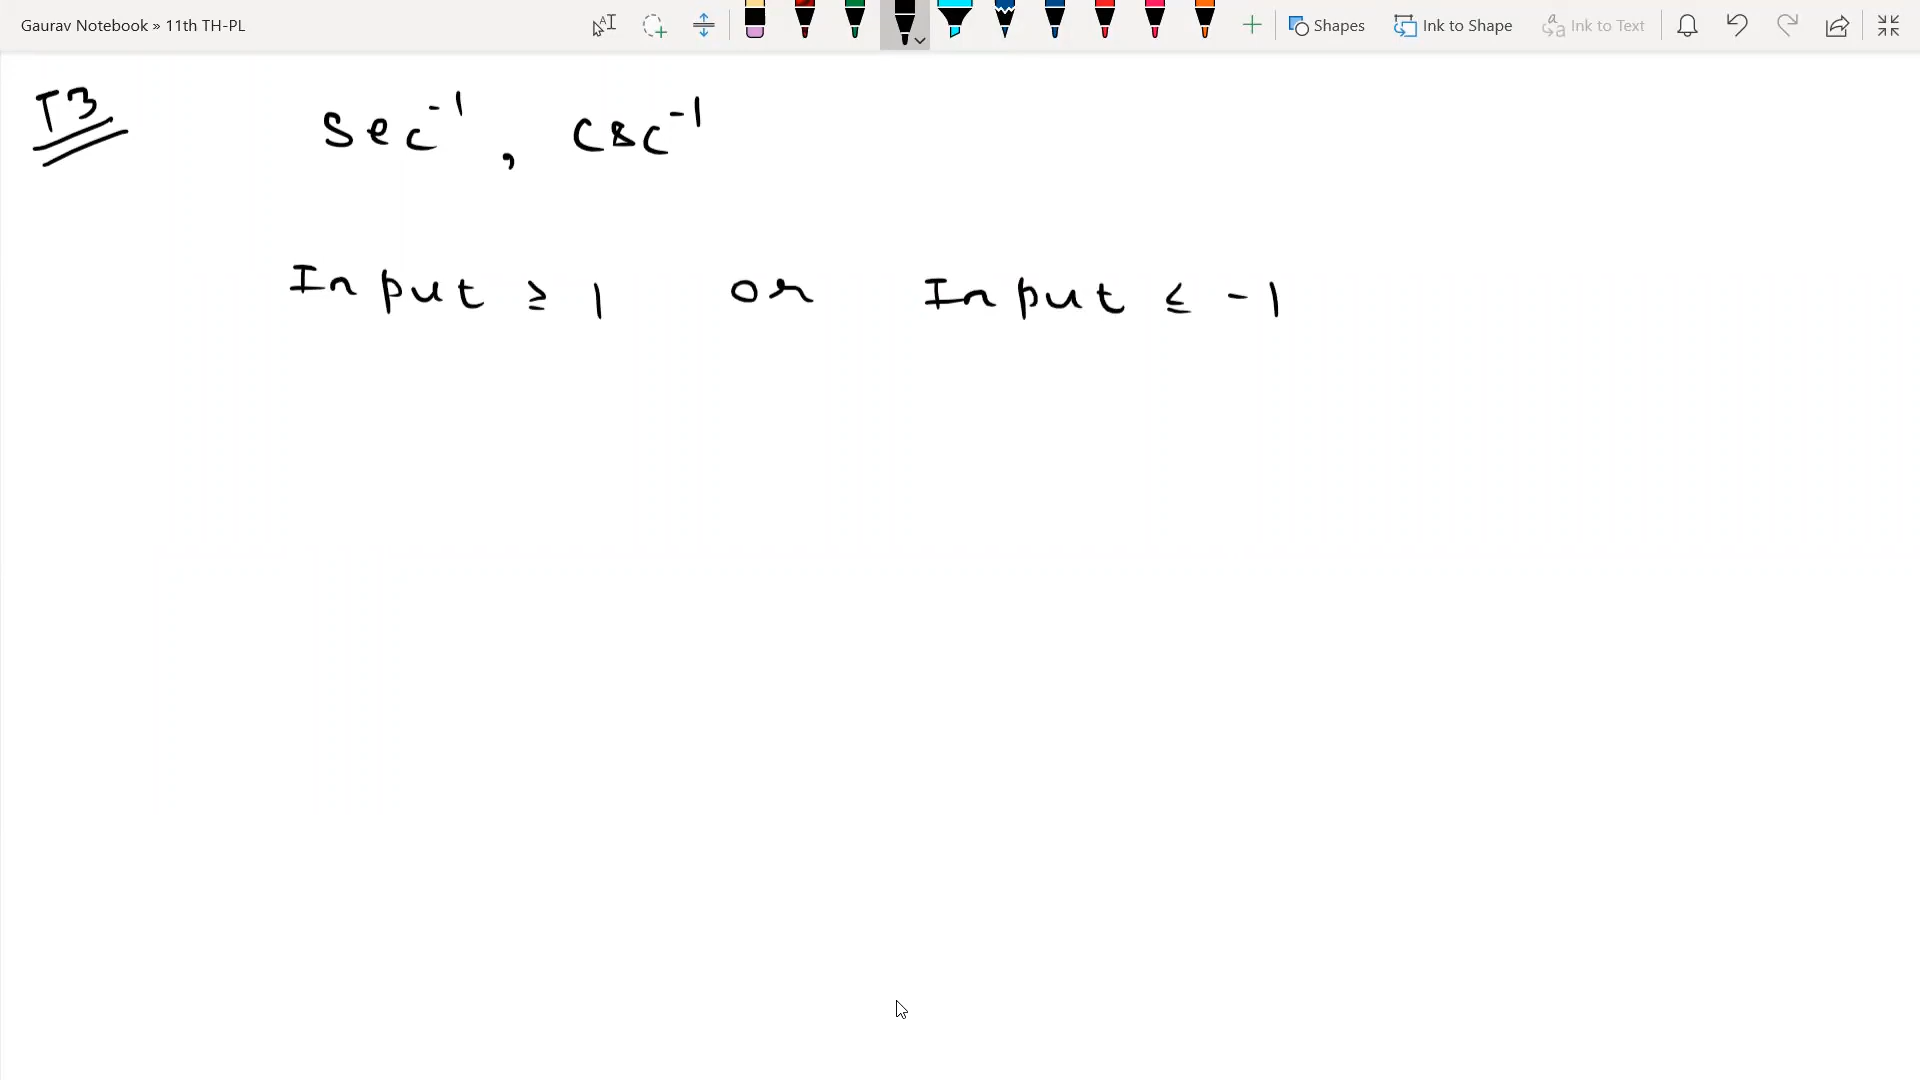 Gaurav Notebook » 11th TH-PL
Shapes
Ink to Shape
Ink to Text
T3
sec⁻¹, csc⁻¹
Input ≥ 1 or Input ≤ -1